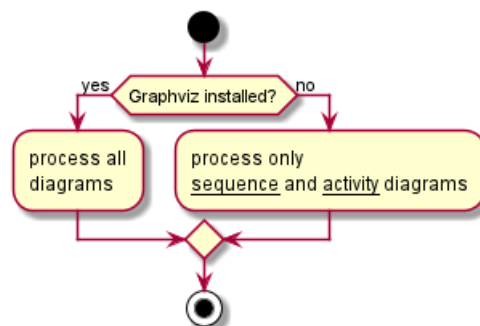 Graphviz installed?
yes
no
process all
diagrams
process only
sequence and activity diagrams